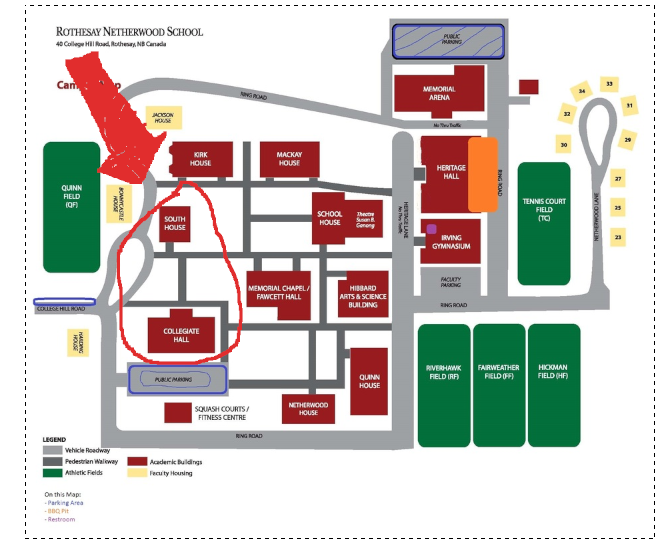 ROTHESAY NETHERWOOD SCHOOL
40 College Hill Road, Rothesay, NB Canada
PUBLIC
PARKING
MEMORIAL
ARENA
RING ROAD
No Thru Traffic
JACKSON
HOUSE
KIRK
HOUSE
MACKAY
HOUSE
HERITAGE
HALL
RING ROAD
34
33
32
31
30
29
27
25
23
NETHERWOOD LANE
QUINN
FIELD
(QF)
BONNYCASTLE
HOUSE
SOUTH
HOUSE
SCHOOL
HOUSE
Theatre
Susan B.
Ganong
HERITAGE LANE
No Thru Traffic
IRVING
GYMNASIUM
TENNIS COURT
FIELD
(TC)
MEMORIAL CHAPEL /
FAWCETT HALL
HIBBARD
ARTS & SCIENCE
BUILDING
FACULTY
PARKING
RING ROAD
COLLEGE HILL ROAD
HARDING
HOUSE
COLLEGIATE
HALL
PUBLIC PARKING
QUINN
HOUSE
RIVERHAWK
FIELD (RF)
FAIRWEATHER
FIELD (FF)
HICKMAN
FIELD (HF)
SQUASH COURTS /
FITNESS CENTRE
NETHERWOOD
HOUSE
RING ROAD
LEGEND
Vehicle Roadway
Pedestrian Walkway
Athletic Fields
Academic Buildings
Faculty Housing
On this Map:
- Parking Area
- BBQ Pit
- Restroom